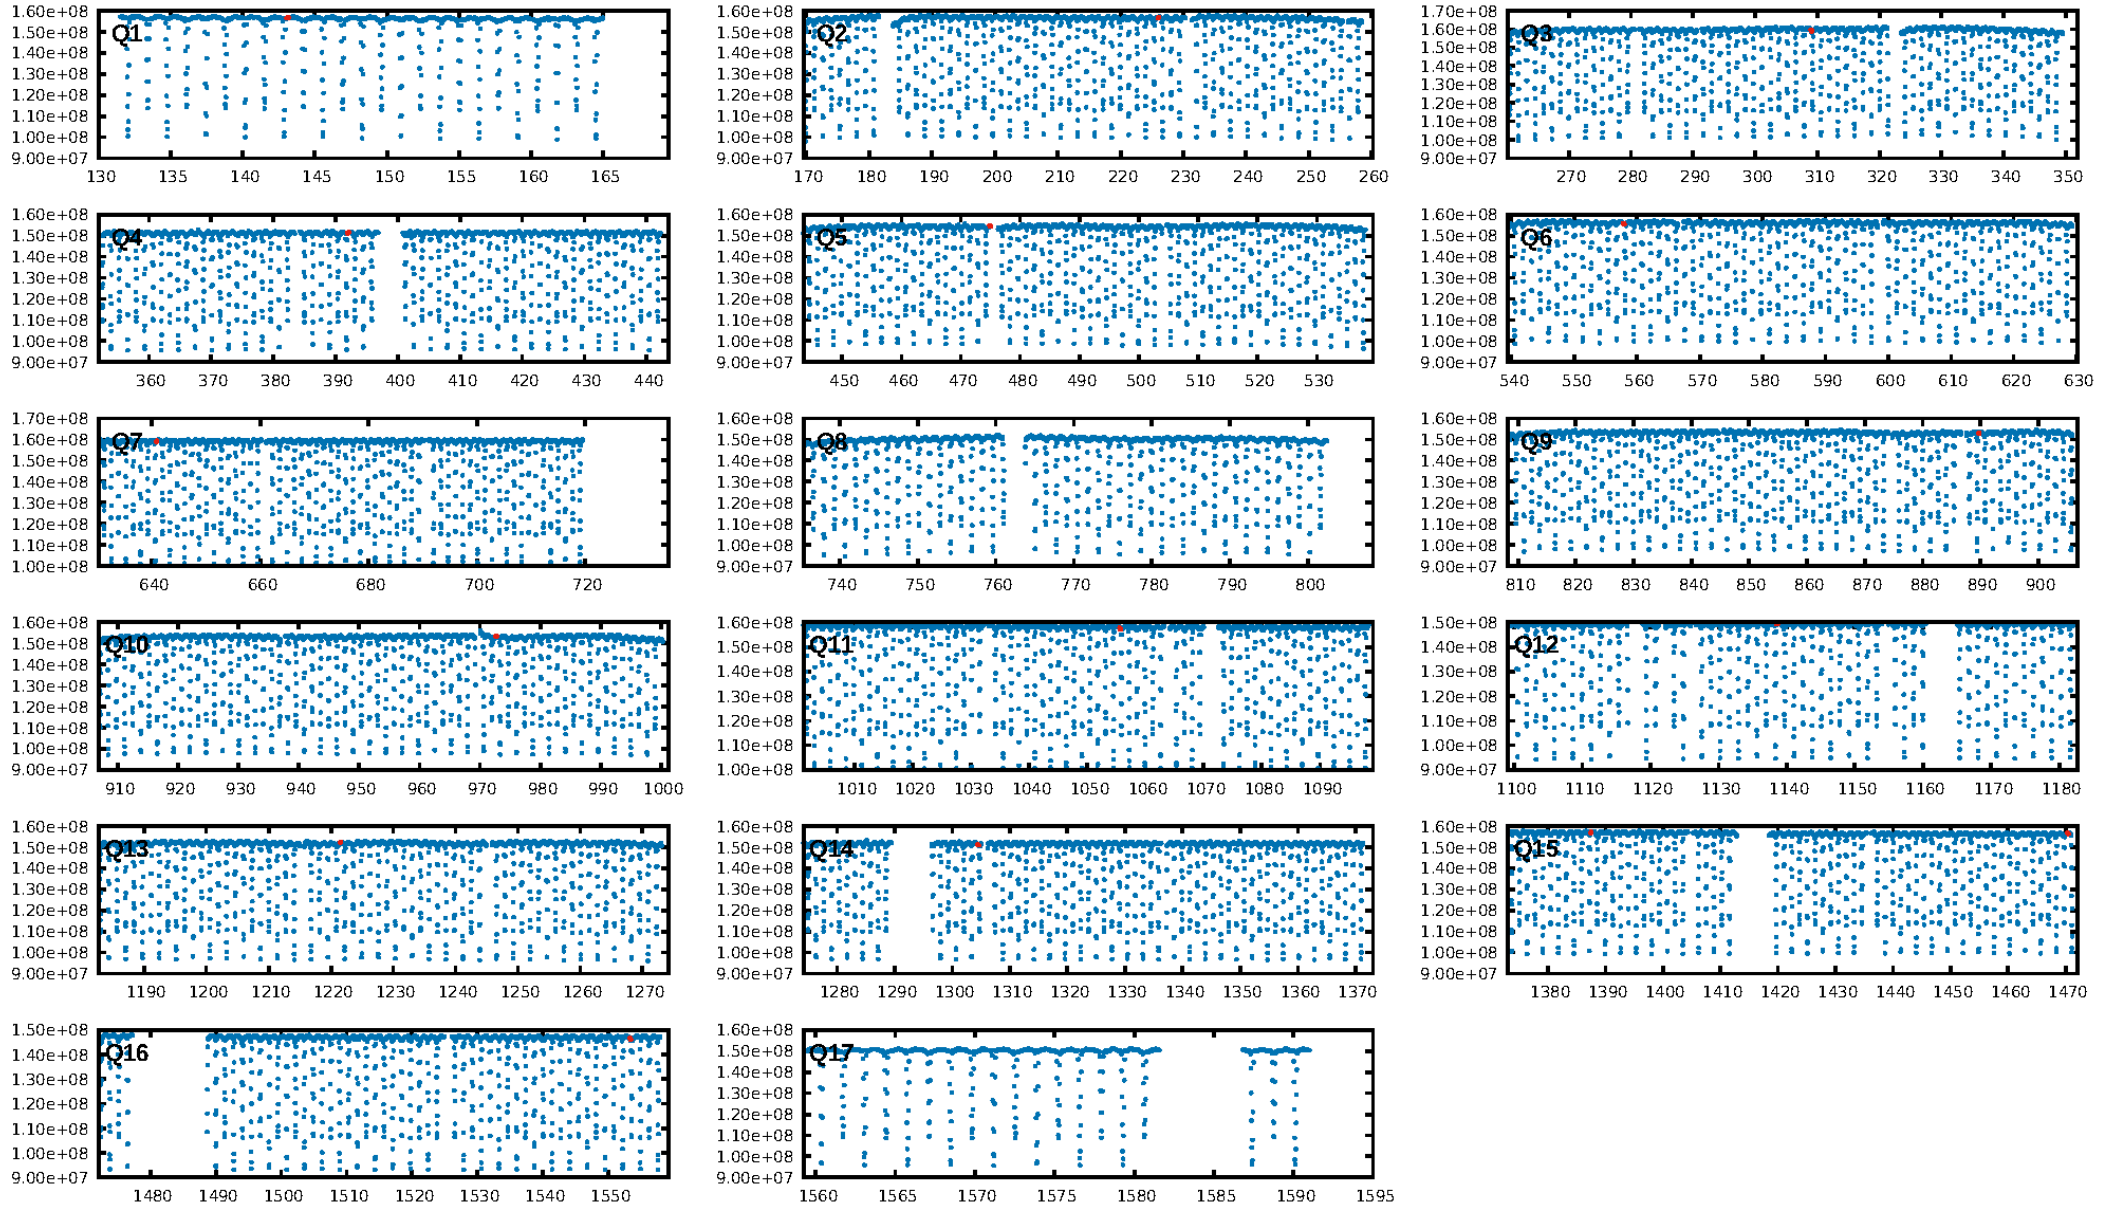 1.60e+08 1.50e+08 1.40e+08 1.30e+08 1.20e+08 1.10e+08 1.00e+08 9.00e+07
Q1
130 135 140 145 150 155 160 165
1.60e+08 1.50e+08 1.40e+08 1.30e+08 1.20e+08 1.10e+08 1.00e+08 9.00e+07
Q2
170 180 190 200 210 220 230 240 250 260
1.70e+08 1.60e+08 1.50e+08 1.40e+08 1.30e+08 1.20e+08 1.10e+08 1.00e+08 9.00e+07
Q3
270 280 290 300 310 320 330 340 350
1.60e+08 1.50e+08 1.40e+08 1.30e+08 1.20e+08 1.10e+08 1.00e+08 9.00e+07
Q4
360 370 380 390 400 410 420 430 440
1.60e+08 1.50e+08 1.40e+08 1.30e+08 1.20e+08 1.10e+08 1.00e+08 9.00e+07
Q5
450 460 470 480 490 500 510 520 530
1.60e+08 1.50e+08 1.40e+08 1.30e+08 1.20e+08 1.10e+08 1.00e+08 9.00e+07
Q6
540 550 560 570 580 590 600 610 620 630
1.70e+08 1.60e+08 1.50e+08 1.40e+08 1.30e+08 1.20e+08 1.10e+08 1.00e+08
Q7
640 660 680 700 720
1.60e+08 1.50e+08 1.40e+08 1.30e+08 1.20e+08 1.10e+08 1.00e+08 9.00e+07
Q8
740 750 760 770 780 790 800
1.60e+08 1.50e+08 1.40e+08 1.30e+08 1.20e+08 1.10e+08 1.00e+08 9.00e+07
Q9
810 820 830 840 850 860 870 880 890 900
1.60e+08 1.50e+08 1.40e+08 1.30e+08 1.20e+08 1.10e+08 1.00e+08 9.00e+07
Q10
910 920 930 940 950 960 970 980 990 1000
1.60e+08 1.50e+08 1.40e+08 1.30e+08 1.20e+08 1.10e+08 1.00e+08
Q11
1010 1020 1030 1040 1050 1060 1070 1080 1090
1.50e+08 1.40e+08 1.30e+08 1.20e+08 1.10e+08 1.00e+08 9.00e+07
Q12
1100 1110 1120 1130 1140 1150 1160 1170 1180
1.60e+08 1.50e+08 1.40e+08 1.30e+08 1.20e+08 1.10e+08 1.00e+08 9.00e+07
Q13
1190 1200 1210 1220 1230 1240 1250 1260 1270
1.60e+08 1.50e+08 1.40e+08 1.30e+08 1.20e+08 1.10e+08 1.00e+08 9.00e+07
Q14
1280 1290 1300 1310 1320 1330 1340 1350 1360 1370
1.60e+08 1.50e+08 1.40e+08 1.30e+08 1.20e+08 1.10e+08 1.00e+08 9.00e+07
Q15
1380 1390 1400 1410 1420 1430 1440 1450 1460 1470
1.50e+08 1.40e+08 1.30e+08 1.20e+08 1.10e+08 1.00e+08 9.00e+07
Q16
1480 1490 1500 1510 1520 1530 1540 1550
1.60e+08 1.50e+08 1.40e+08 1.30e+08 1.20e+08 1.10e+08 1.00e+08 9.00e+07
Q17
1560 1565 1570 1575 1580 1585 1590 1595